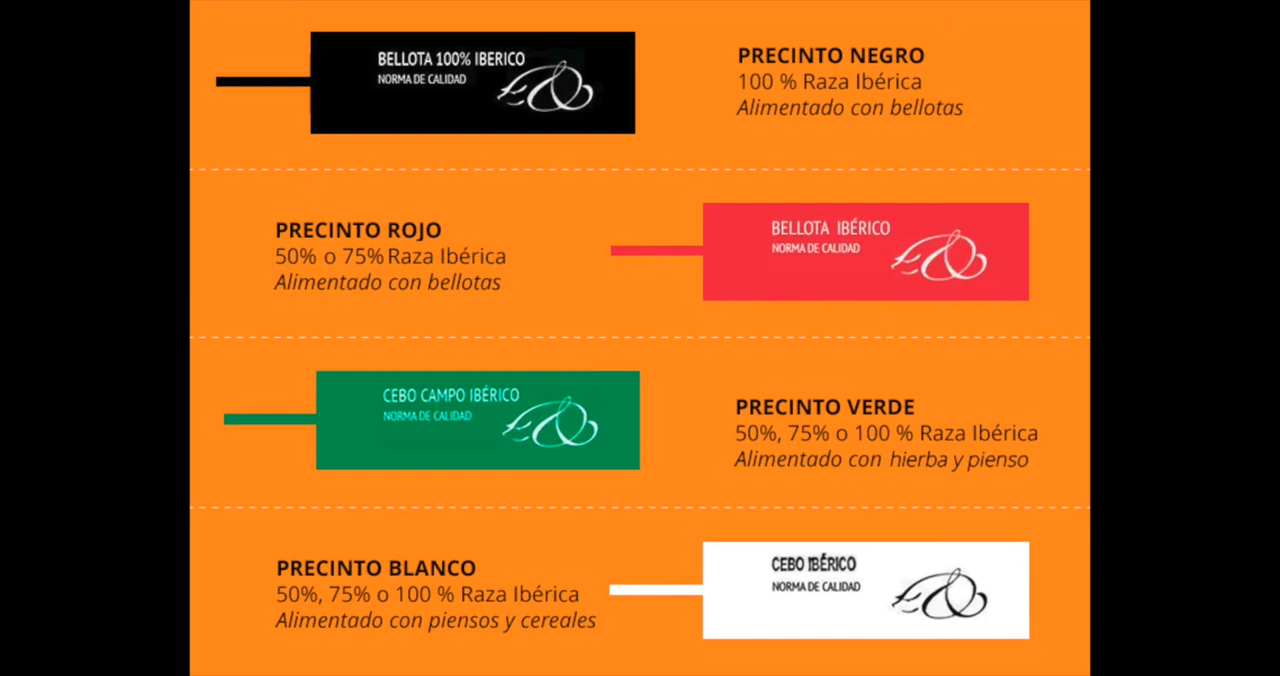 BELLOTA 100% IBERICO
NORMA DE CALIDAD
PRECINTO NEGRO
100 % Raza Ibérica
Alimentado con bellotas
PRECINTO ROJO
50% o 75% Raza Ibérica
Alimentado con bellotas
BELLOTA IBÉRICO
NORMA DE CALIDAD
CEBO CAMPO IBÉRICO
NORMA DE CALIDAD
PRECINTO VERDE
50%, 75% o 100 % Raza Ibérica
Alimentado con hierba y pienso
PRECINTO BLANCO
50%, 75% o 100 % Raza Ibérica
Alimentado con piensos y cereales
CEBO IBÉRICO
NORMA DE CALIDAD